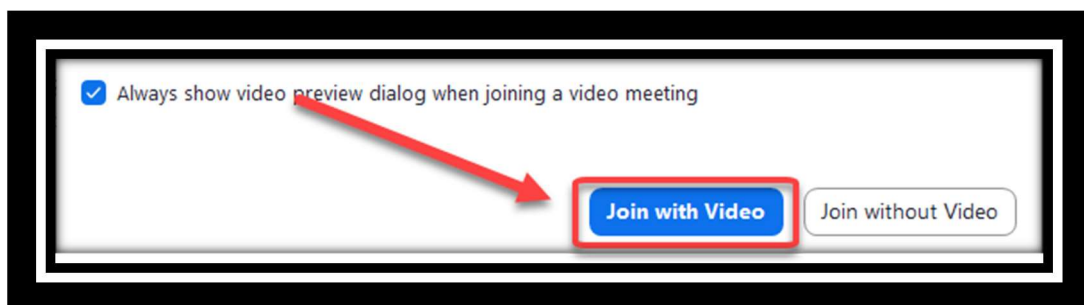 Always show video preview dialog when joining a video meeting
Join with Video
Join without Video